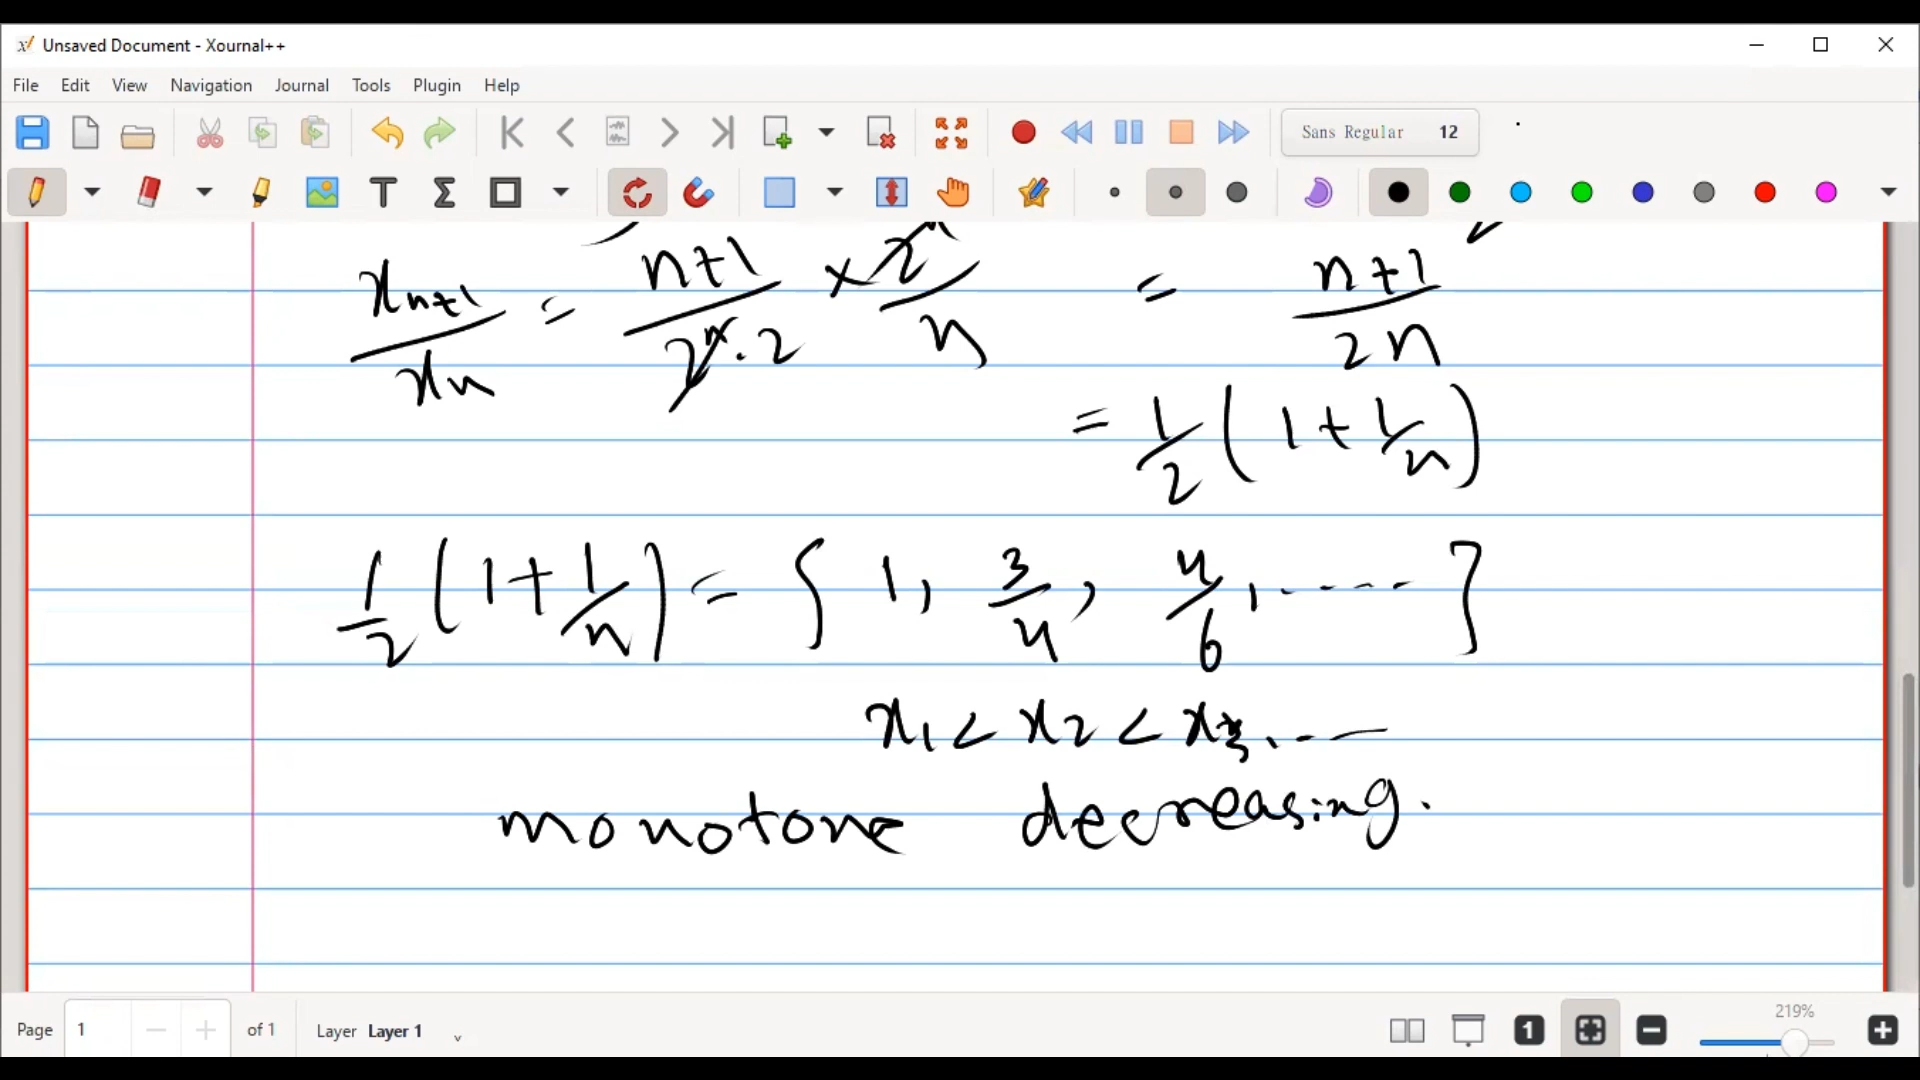 Unsaved Document - Xournal++
File Edit View Navigation Journal Tools Plugin Help
Sans Regular 12
x_{n+1}/x_n = (n+1)/(2^n · 2) × 2^n/n = (n+1)/(2n)
= 1/2 (1 + 1/n)
1/2 (1 + 1/n) = { 1, 3/4, 4/6, ..... }
x1 < x2 < x3 ....
monotone decreasing.
219%
Page 1 of 1 Layer Layer 1